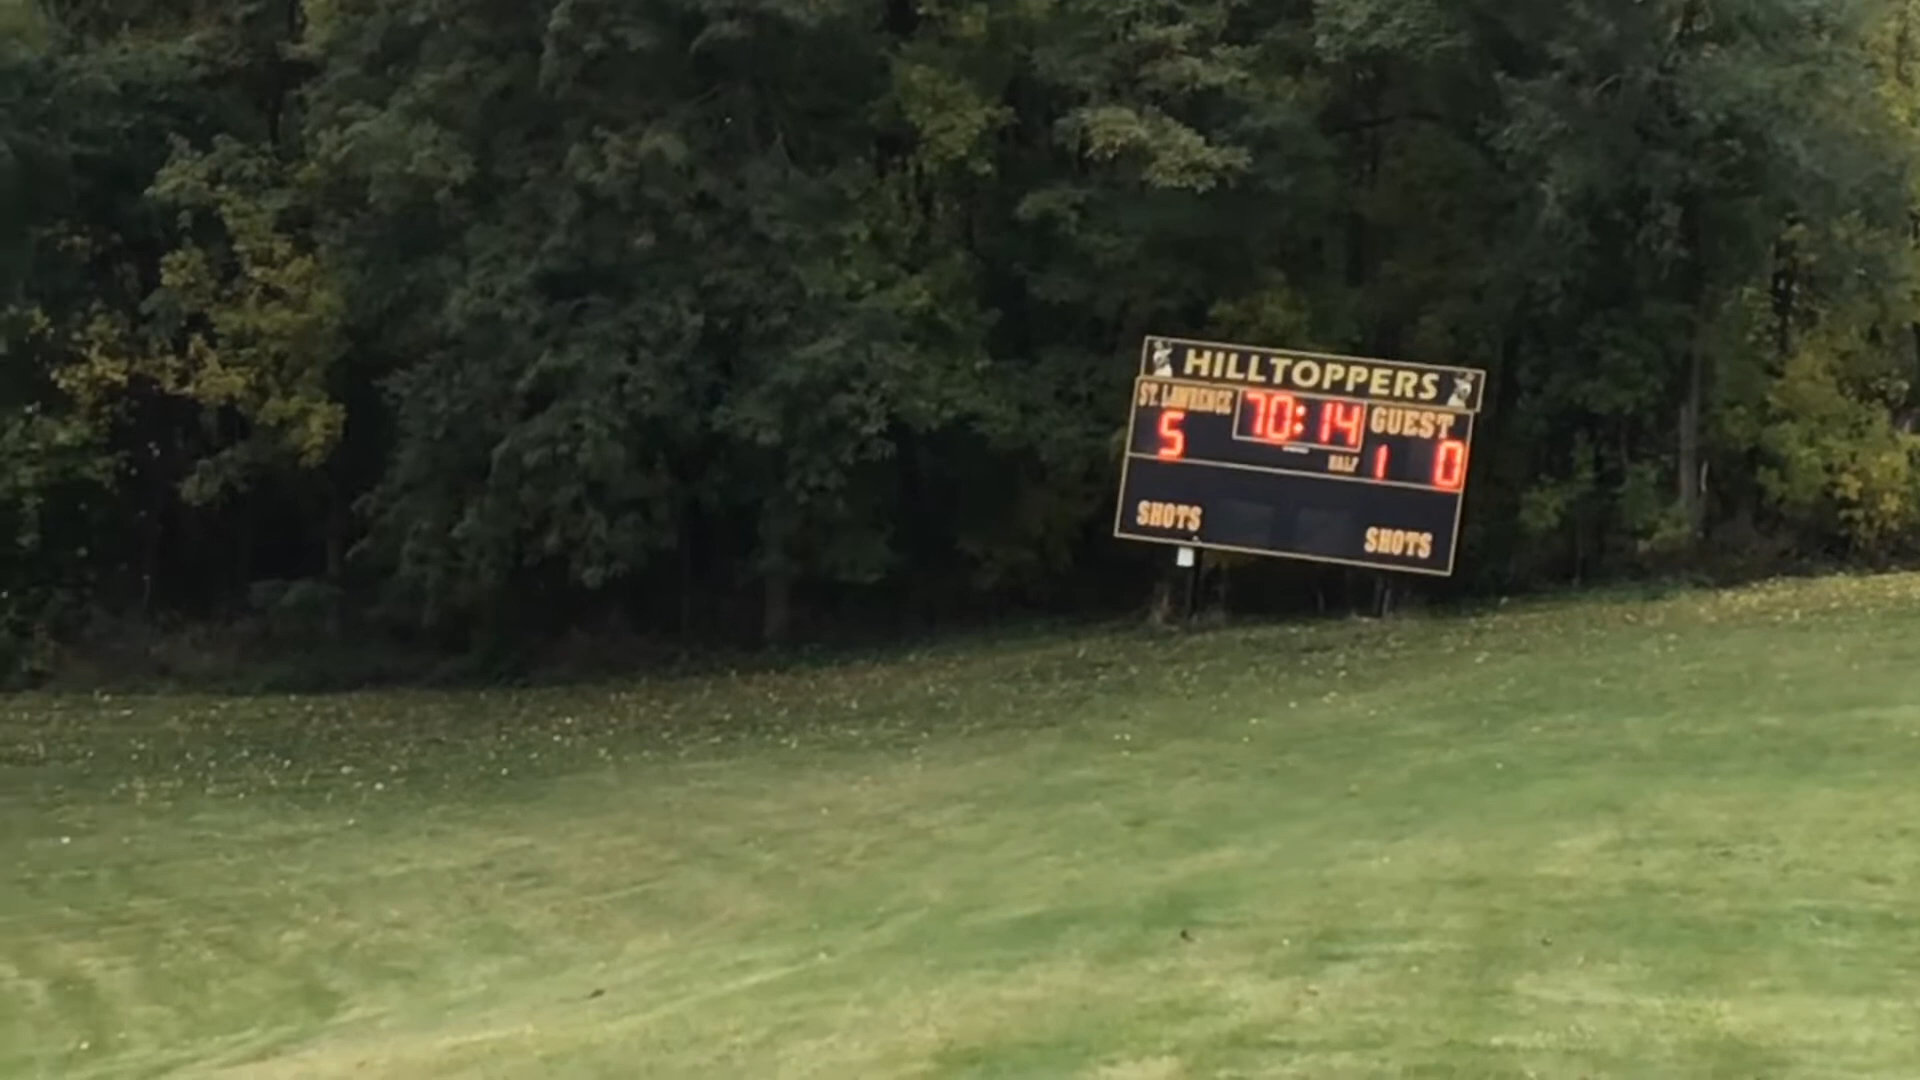 HILLTOPPERS
ST. LAWRENCE 70:14 GUEST
5 HALF 1 0
SHOTS SHOTS